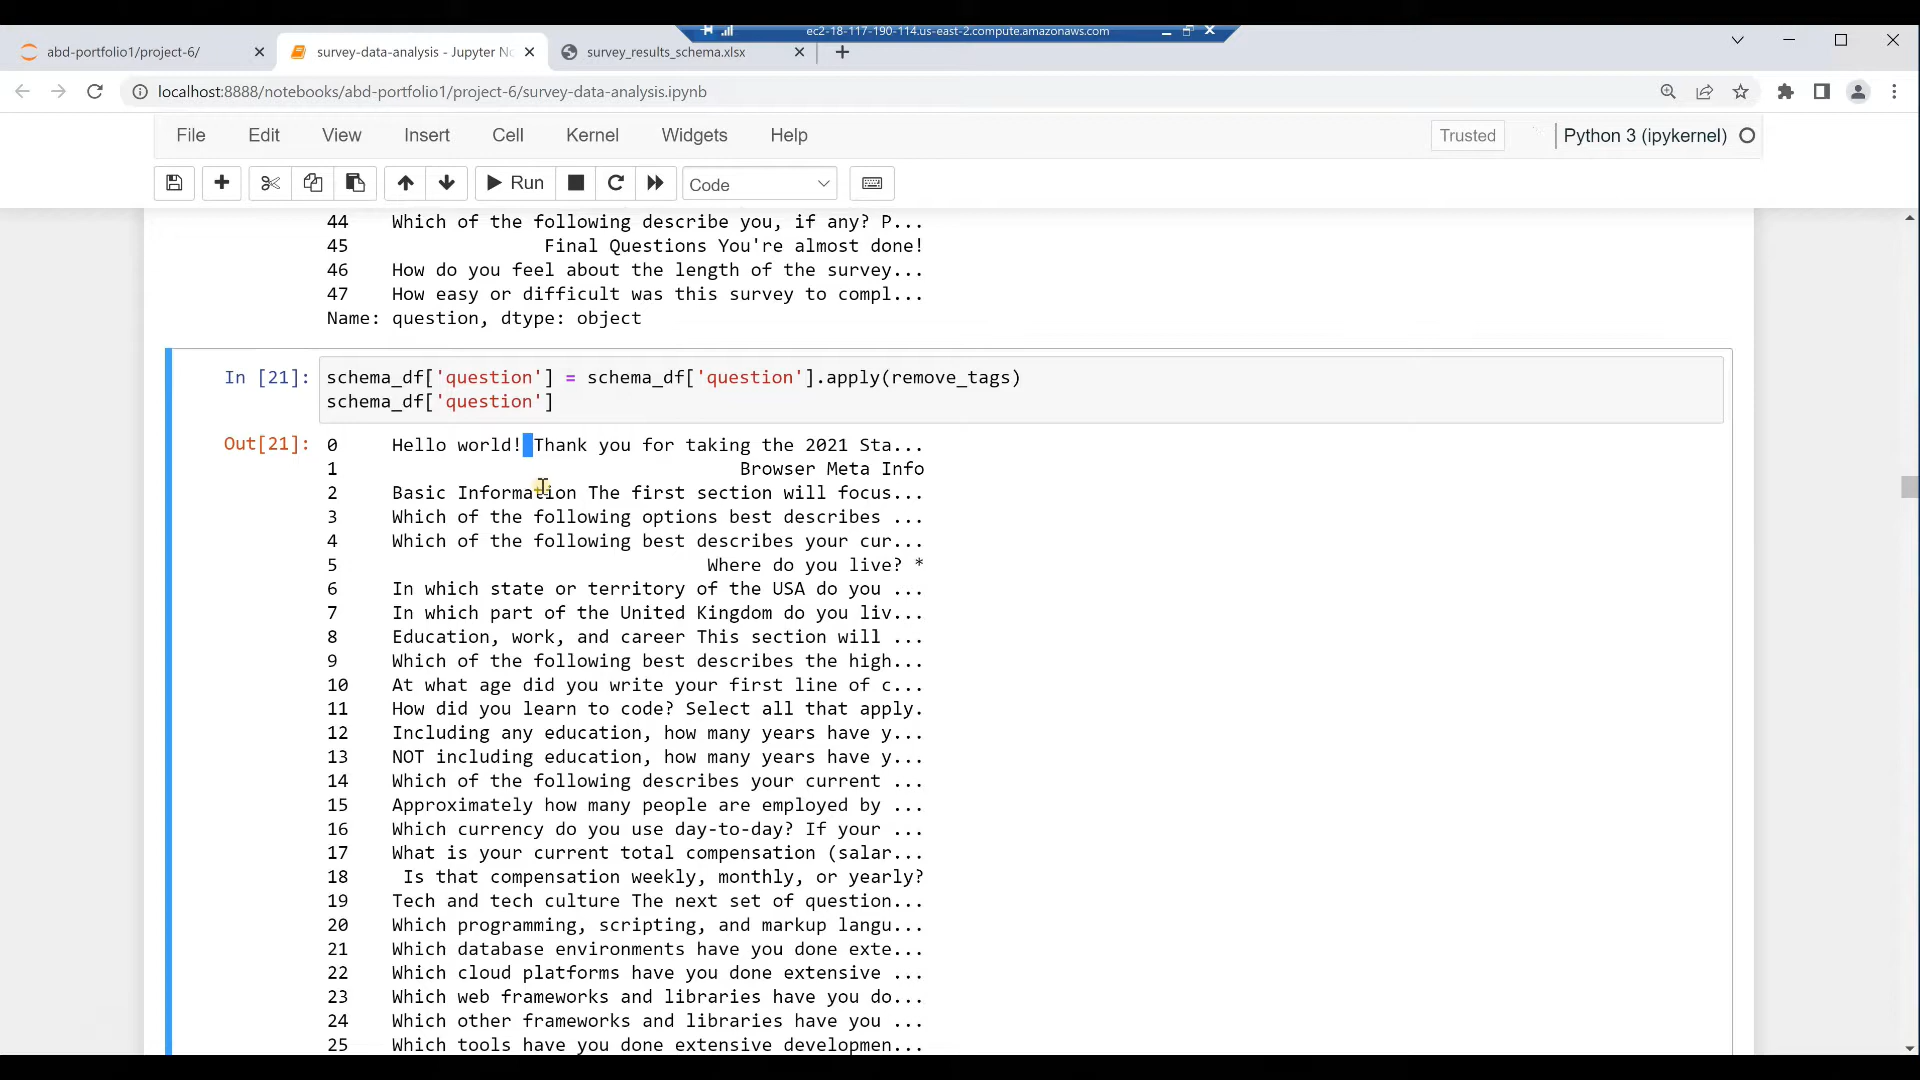 ec2-18-117-190-114.us-east-2.compute.amazonaws.com
abd-portfolio1/project-6/
survey-data-analysis - Jupyter No
survey_results_schema.xlsx
localhost:8888/notebooks/abd-portfolio1/project-6/survey-data-analysis.ipynb
File Edit View Insert Cell Kernel Widgets Help Trusted Python 3 (ipykernel)
Run Code
44 Which of the following describe you, if any? P...
45 Final Questions You're almost done!
46 How do you feel about the length of the survey...
47 How easy or difficult was this survey to compl...
Name: question, dtype: object
In [21]: schema_df['question'] = schema_df['question'].apply(remove_tags)
schema_df['question']
Out[21]: 0 Hello world! Thank you for taking the 2021 Sta...
1 Browser Meta Info
2 Basic Information The first section will focus...
3 Which of the following options best describes ...
4 Which of the following best describes your cur...
5 Where do you live? *
6 In which state or territory of the USA do you ...
7 In which part of the United Kingdom do you liv...
8 Education, work, and career This section will ...
9 Which of the following best describes the high...
10 At what age did you write your first line of c...
11 How did you learn to code? Select all that apply.
12 Including any education, how many years have y...
13 NOT including education, how many years have y...
14 Which of the following describes your current ...
15 Approximately how many people are employed by ...
16 Which currency do you use day-to-day? If your ...
17 What is your current total compensation (salar...
18 Is that compensation weekly, monthly, or yearly?
19 Tech and tech culture The next set of question...
20 Which programming, scripting, and markup langu...
21 Which database environments have you done exte...
22 Which cloud platforms have you done extensive ...
23 Which web frameworks and libraries have you do...
24 Which other frameworks and libraries have you ...
25 Which tools have you done extensive developmen...